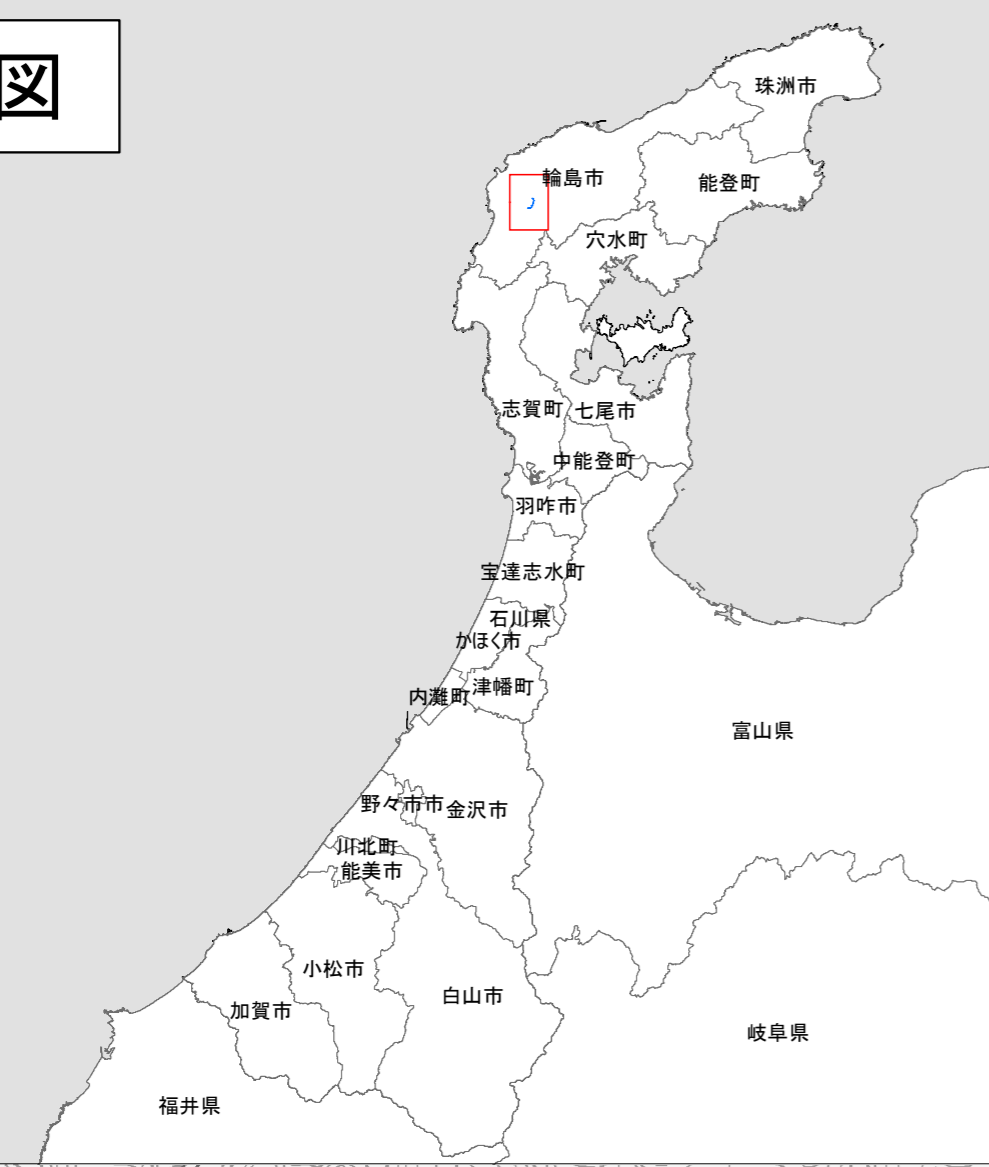 図
珠洲市
輪島市
能登町
穴水町
志賀町
七尾市
中能登町
羽咋市
宝達志水町
石川県
かほく市
津幡町
内灘町
富山県
野々市市
金沢市
川北町
能美市
小松市
白山市
加賀市
岐阜県
福井県